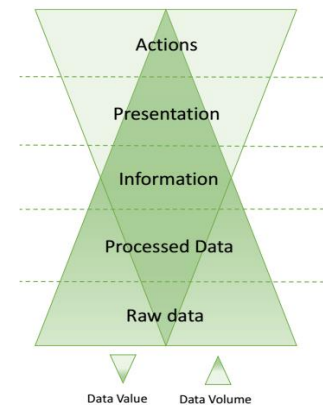 Actions
Presentation
Information
Processed Data
Raw data
Data Value Data Volume